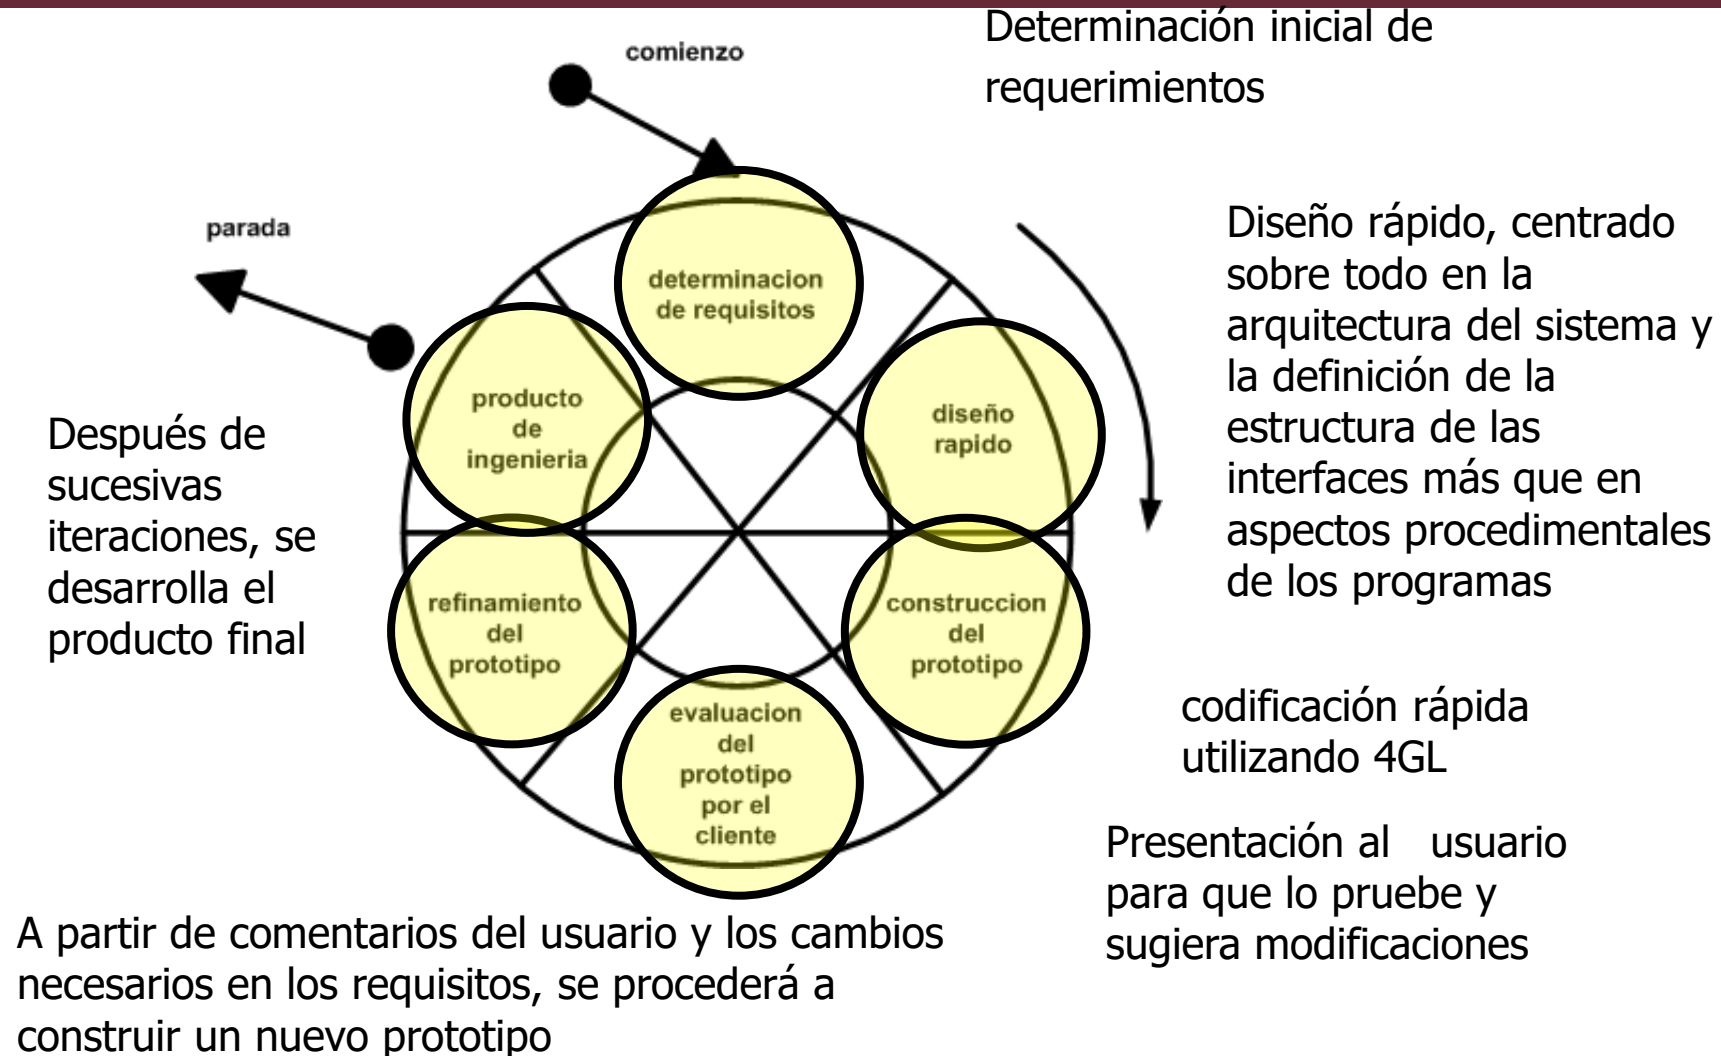 Determinación inicial de
requerimientos
comienzo
parada
determinacion
de requisitos
Diseño rápido, centrado
sobre todo en la
arquitectura del sistema y
la definición de la
estructura de las
interfaces más que en
aspectos procedimentales
de los programas
producto
de
ingenieria
diseño
rapido
Después de
sucesivas
iteraciones, se
desarrolla el
producto final
refinamiento
del
prototipo
construccion
del
prototipo
codificación rápida
utilizando 4GL
evaluacion
del
prototipo
por el
cliente
Presentación al usuario
para que lo pruebe y
sugiera modificaciones
A partir de comentarios del usuario y los cambios
necesarios en los requisitos, se procederá a
construir un nuevo prototipo